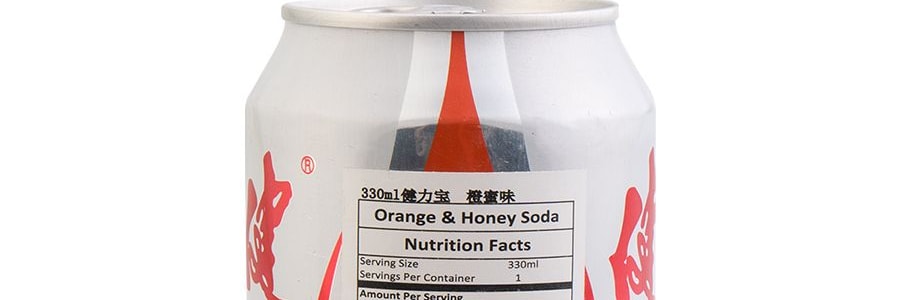 330ml健力宝 橙蜜味
Orange & Honey Soda
Nutrition Facts
Serving Size 330ml
Servings Per Container 1
Amount Per Serving
®
健